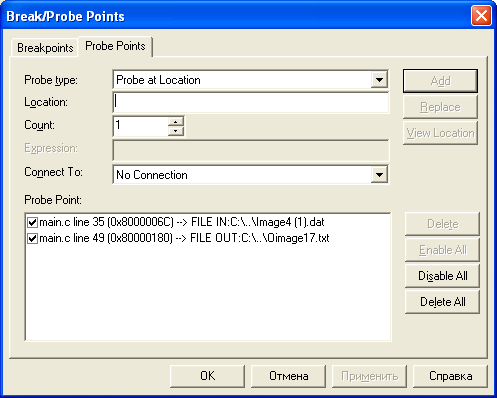 Break/Probe Points
Breakpoints
Probe Points
Probe type:
Probe at Location
Add
Location:
Replace
Count:
1
View Location
Expression:
Connect To:
No Connection
Probe Point:
main.c line 35 (0x8000006C) --> FILE IN:C:\..\Image4 (1).dat
main.c line 49 (0x80000180) --> FILE OUT:C:\..\Oimage17.txt
Delete
Enable All
Disable All
Delete All
OK
Отмена
Применить
Справка